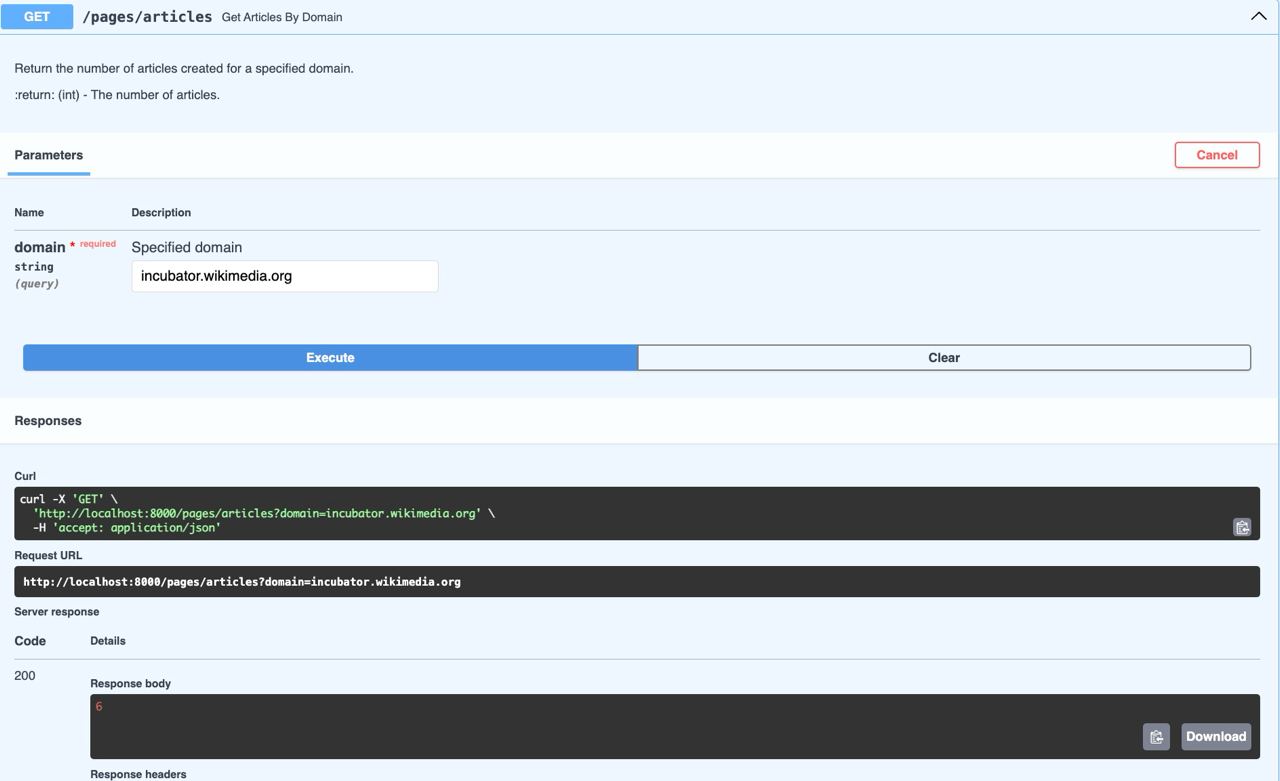 GET /pages/articles Get Articles By Domain
Return the number of articles created for a specified domain.
:return: (int) - The number of articles.
Parameters
Cancel
Name Description
domain * required Specified domain
string incubator.wikimedia.org
(query)
Execute Clear
Responses
Curl
curl -X 'GET' \
'http://localhost:8000/pages/articles?domain=incubator.wikimedia.org' \
-H 'accept: application/json'
Request URL
http://localhost:8000/pages/articles?domain=incubator.wikimedia.org
Server response
Code Details
200
Response body
6
Download
Response headers